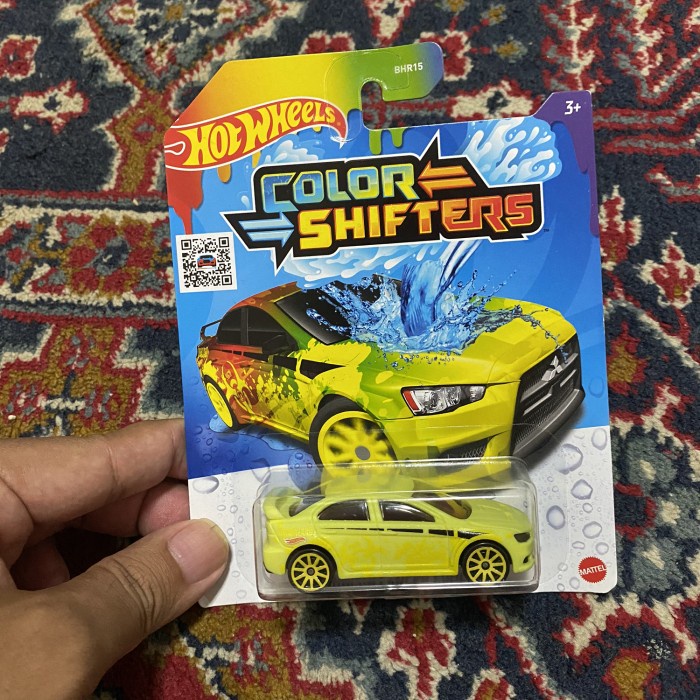 BHR15
3+
HOT WHEELS
COLOR
SHIFTERS
MATTEL